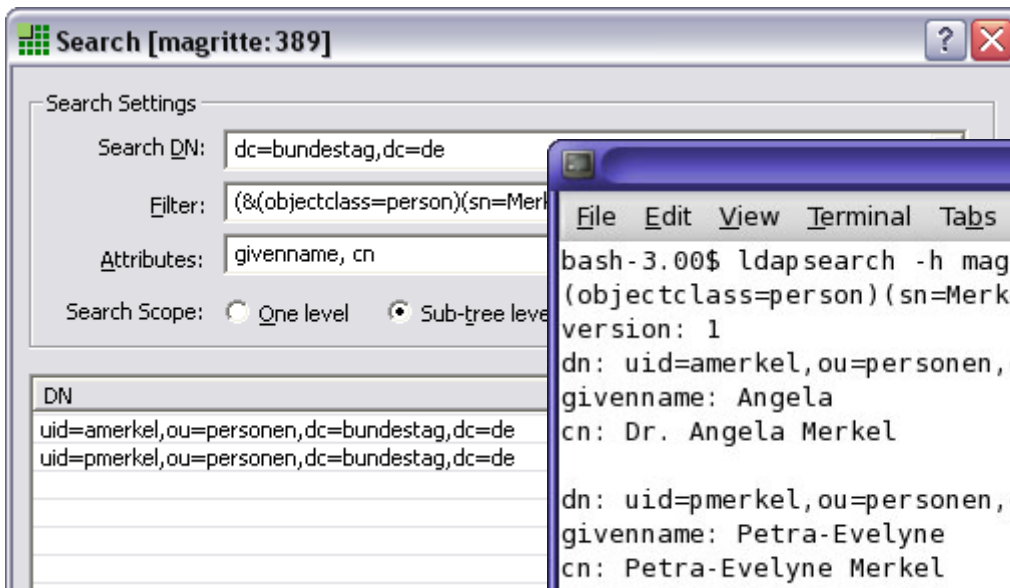 Search [magritte:389]
Search Settings
Search DN: dc=bundestag,dc=de
Filter: (&(objectclass=person)(sn=Merk
Attributes: givenname, cn
Search Scope: One level Sub-tree leve
DN
uid=amerkel,ou=personen,dc=bundestag,dc=de
uid=pmerkel,ou=personen,dc=bundestag,dc=de
File Edit View Terminal Tabs
bash-3.00$ ldapsearch -h mag
(objectclass=person)(sn=Merk
version: 1
dn: uid=amerkel,ou=personen,
givenname: Angela
cn: Dr. Angela Merkel
dn: uid=pmerkel,ou=personen,
givenname: Petra-Evelyne
cn: Petra-Evelyne Merkel